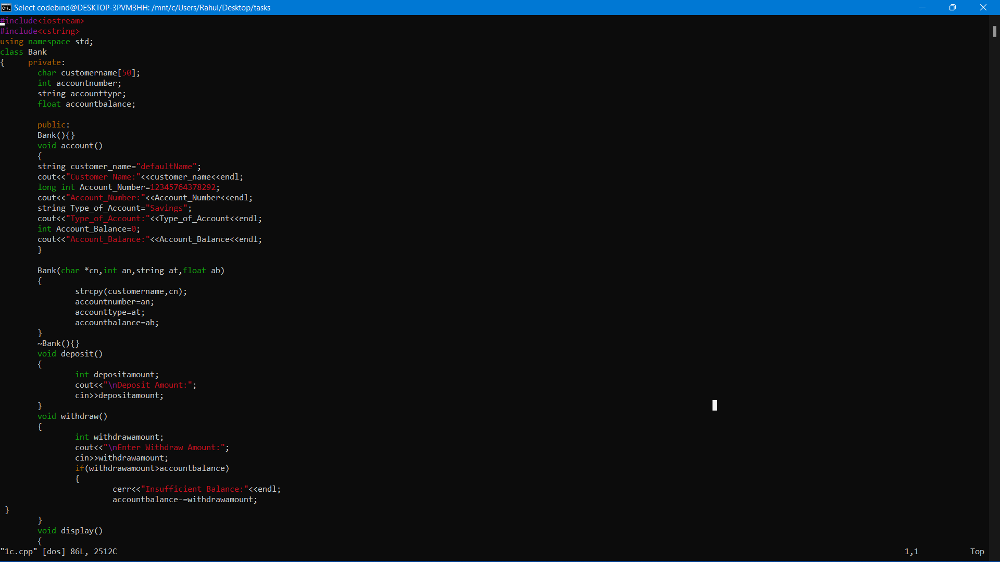 Select codebind@DESKTOP-3PVM3HH: /mnt/c/Users/Rahul/Desktop/tasks
#include<iostream>
#include<cstring>
using namespace std;
class Bank
{     private:
        char customername[50];
        int accountnumber;
        string accounttype;
        float accountbalance;

        public:
        Bank(){}
        void account()
        {
        string customer_name="defaultName";
        cout<<"Customer Name:"<<customer_name<<endl;
        long int Account_Number=12345764378292;
        cout<<"Account_Number:"<<Account_Number<<endl;
        string Type_of_Account="Savings";
        cout<<"Type_of_Account:"<<Type_of_Account<<endl;
        int Account_Balance=0;
        cout<<"Account_Balance:"<<Account_Balance<<endl;
        }

        Bank(char *cn,int an,string at,float ab)
        {
                strcpy(customername,cn);
                accountnumber=an;
                accounttype=at;
                accountbalance=ab;
        }
        ~Bank(){}
        void deposit()
        {
                int depositamount;
                cout<<"\nDeposit Amount:";
                cin>>depositamount;
        }
        void withdraw()
        {
                int withdrawamount;
                cout<<"\nEnter Withdraw Amount:";
                cin>>withdrawamount;
                if(withdrawamount>accountbalance)
                {
                        cerr<<"Insufficient Balance:"<<endl;
                        accountbalance-=withdrawamount;
 }
        }
        void display()
        {
"1c.cpp" [dos] 86L, 2512C 1,1 Top